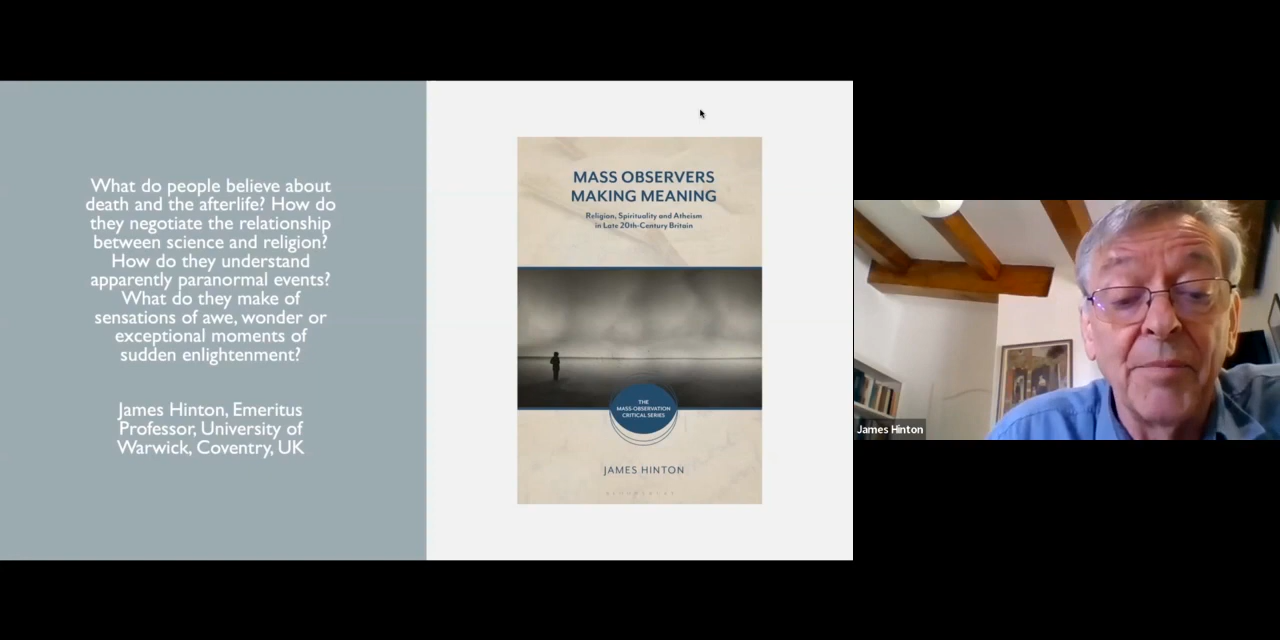 What do people believe about
death and the afterlife? How do
they negotiate the relationship
between science and religion?
How do they understand
apparently paranormal events?
What do they make of
sensations of awe, wonder or
exceptional moments of
sudden enlightenment?
James Hinton, Emeritus
Professor, University of
Warwick, Coventry, UK
MASS OBSERVERS
MAKING MEANING
Religion, Spirituality and Atheism
in Late 20th-Century Britain
THE
MASS-OBSERVATION
CRITICAL SERIES
JAMES HINTON
James Hinton